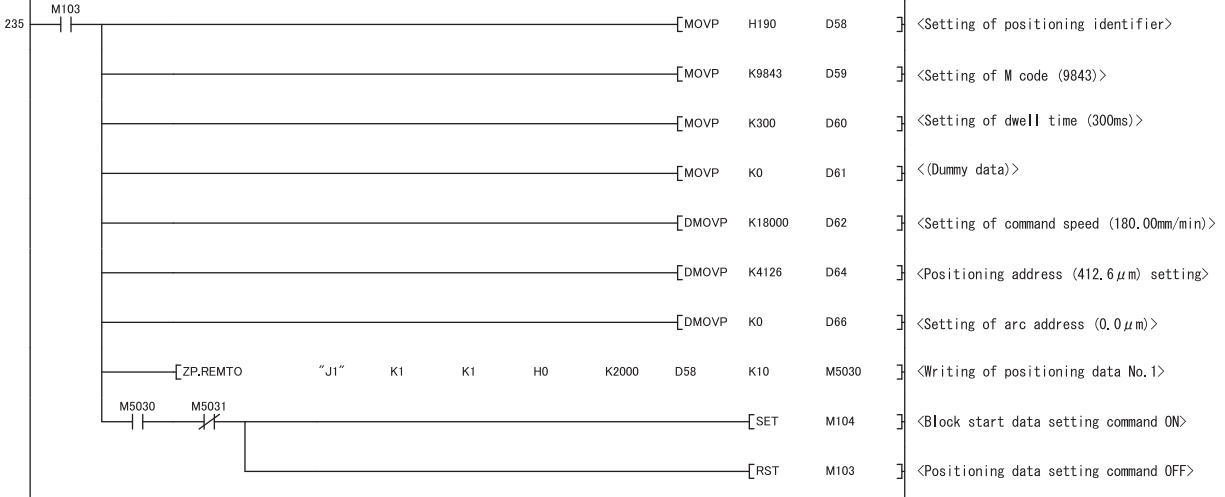 M103
235 MOVP H190 D58 <Setting of positioning identifier>
MOVP K9843 D59 <Setting of M code (9843)>
MOVP K300 D60 <Setting of dwell time (300ms)>
MOVP K0 D61 <(Dummy data)>
DMOVP K18000 D62 <Setting of command speed (180.00mm/min)>
DMOVP K4126 D64 <Positioning address (412.6μm) setting>
DMOVP K0 D66 <Setting of arc address (0.0μm)>
ZP.REMTO "J1" K1 K1 H0 K2000 D58 K10 M5030 <Writing of positioning data No.1>
M5030 M5031
SET M104 <Block start data setting command ON>
RST M103 <Positioning data setting command OFF>